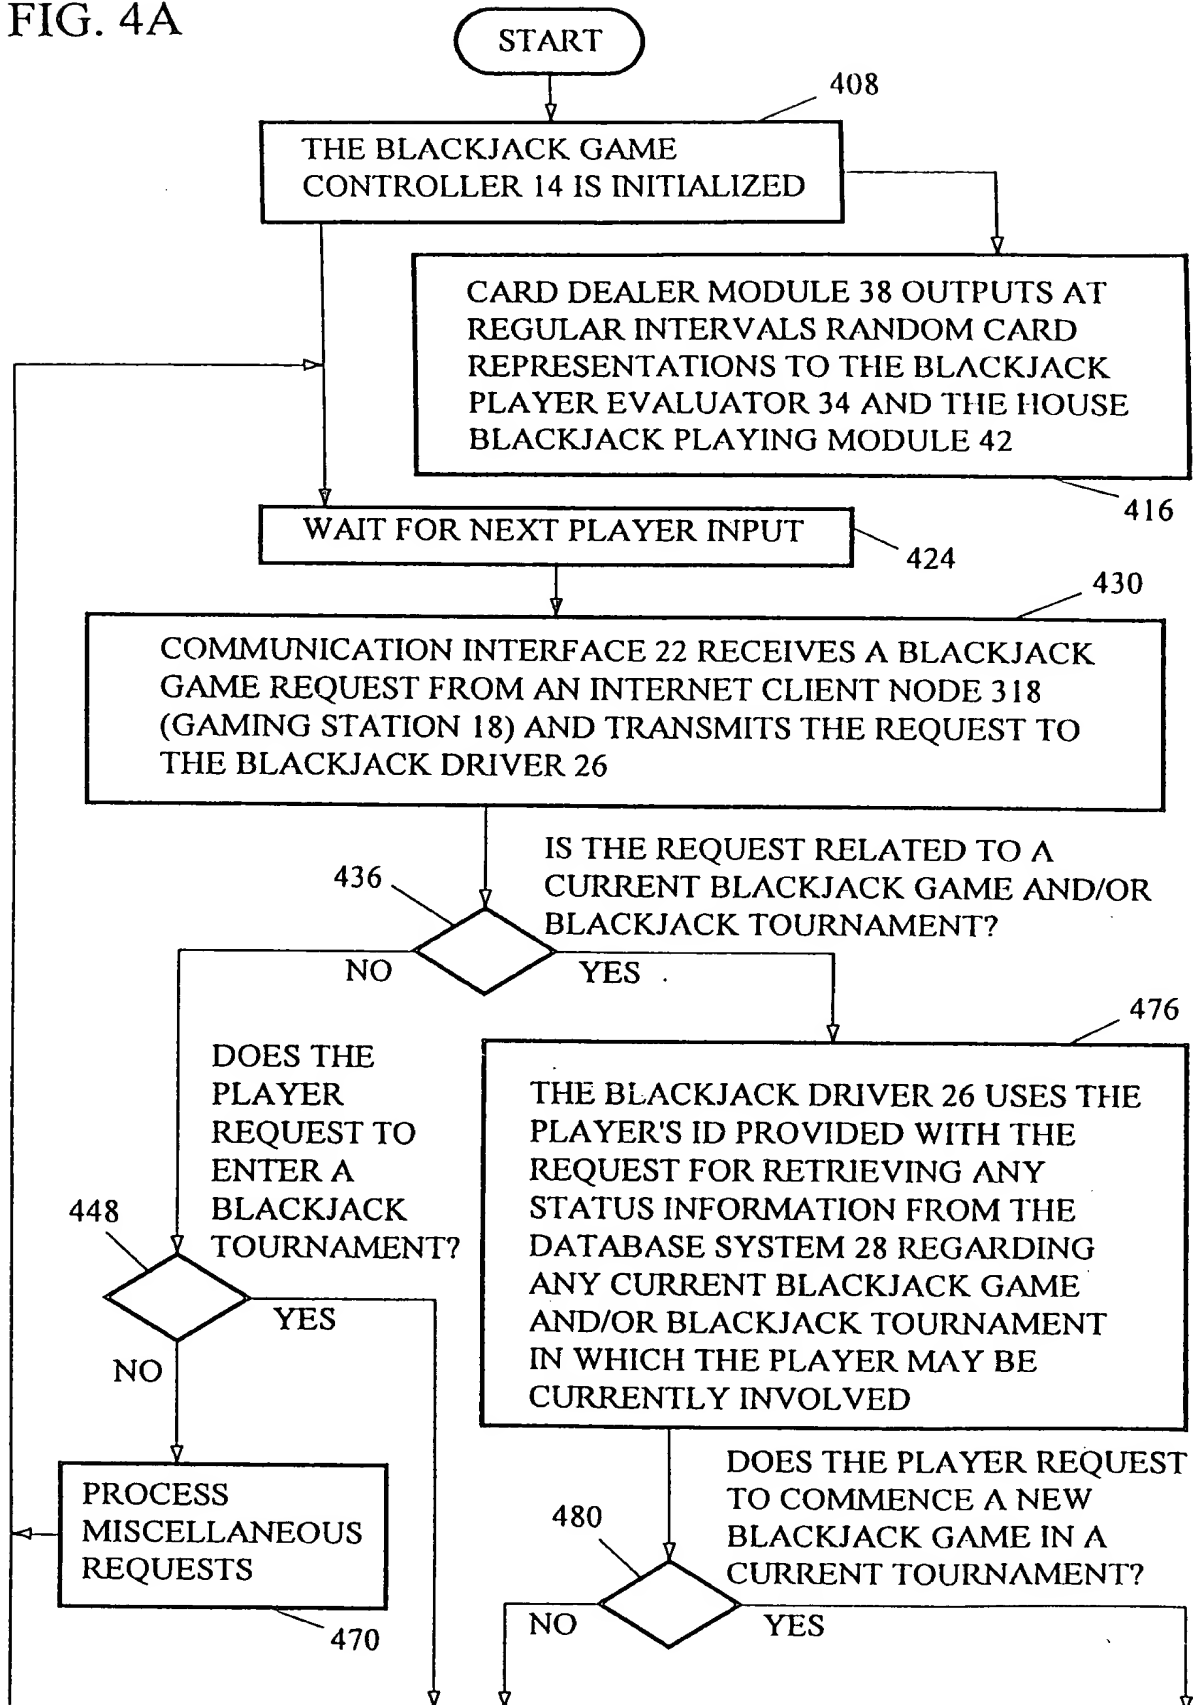 FIG. 4A
START
408
THE BLACKJACK GAME
CONTROLLER 14 IS INITIALIZED
CARD DEALER MODULE 38 OUTPUTS AT
REGULAR INTERVALS RANDOM CARD
REPRESENTATIONS TO THE BLACKJACK
PLAYER EVALUATOR 34 AND THE HOUSE
BLACKJACK PLAYING MODULE 42
416
WAIT FOR NEXT PLAYER INPUT
424
430
COMMUNICATION INTERFACE 22 RECEIVES A BLACKJACK
GAME REQUEST FROM AN INTERNET CLIENT NODE 318
(GAMING STATION 18) AND TRANSMITS THE REQUEST TO
THE BLACKJACK DRIVER 26
IS THE REQUEST RELATED TO A
CURRENT BLACKJACK GAME AND/OR
BLACKJACK TOURNAMENT?
436
NO
YES
476
DOES THE
PLAYER
REQUEST TO
ENTER A
BLACKJACK
TOURNAMENT?
448
YES
NO
THE BLACKJACK DRIVER 26 USES THE
PLAYER'S ID PROVIDED WITH THE
REQUEST FOR RETRIEVING ANY
STATUS INFORMATION FROM THE
DATABASE SYSTEM 28 REGARDING
ANY CURRENT BLACKJACK GAME
AND/OR BLACKJACK TOURNAMENT
IN WHICH THE PLAYER MAY BE
CURRENTLY INVOLVED
PROCESS
MISCELLANEOUS
REQUESTS
470
DOES THE PLAYER REQUEST
TO COMMENCE A NEW
BLACKJACK GAME IN A
CURRENT TOURNAMENT?
480
NO
YES